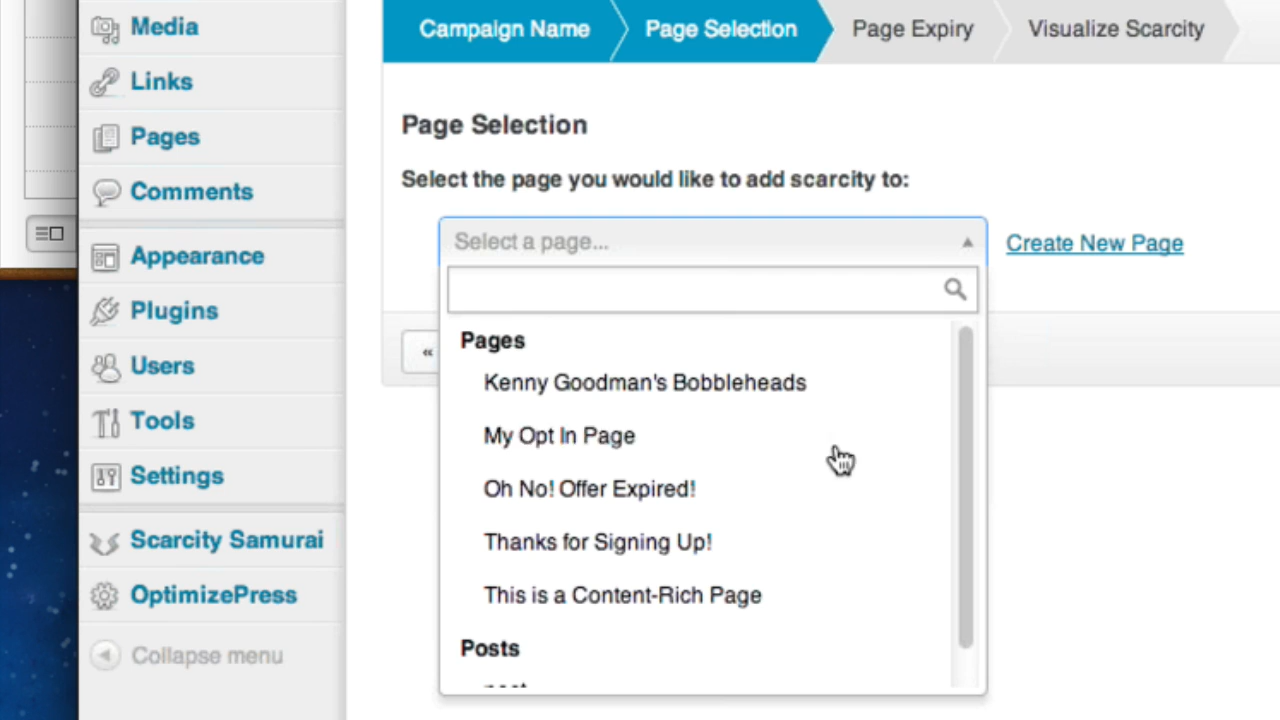 Media
Links
Pages
Comments
Appearance
Plugins
Users
Tools
Settings
Scarcity Samurai
OptimizePress
Collapse menu
Campaign Name
Page Selection
Page Expiry
Visualize Scarcity
Page Selection
Select the page you would like to add scarcity to:
Select a page...
Create New Page
«
Pages
Kenny Goodman's Bobbleheads
My Opt In Page
Oh No! Offer Expired!
Thanks for Signing Up!
This is a Content-Rich Page
Posts